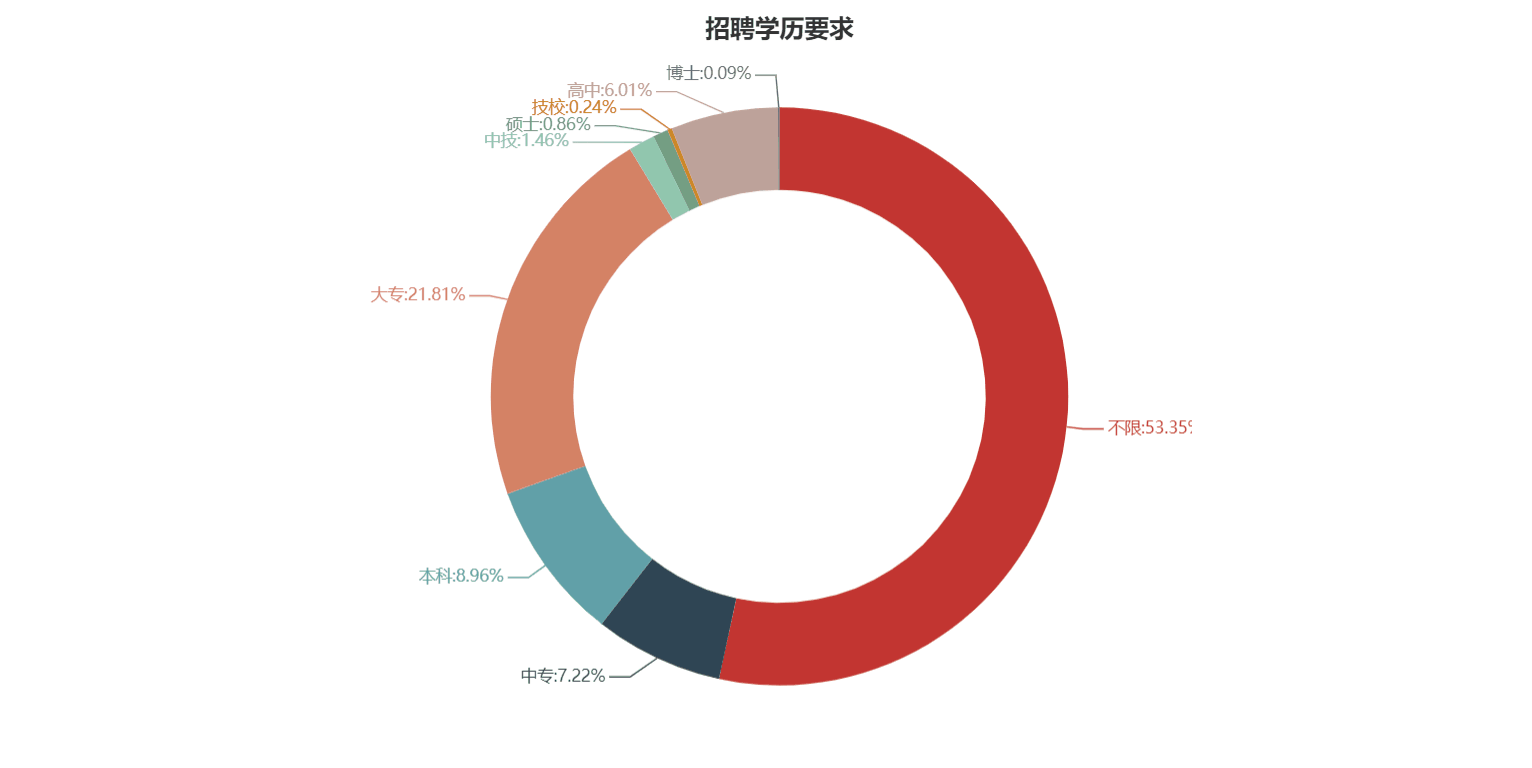 招聘学历要求
博士:0.09%
高中:6.01%
技校:0.24%
硕士:0.86%
中技:1.46%
大专:21.81%
不限:53.35%
本科:8.96%
中专:7.22%